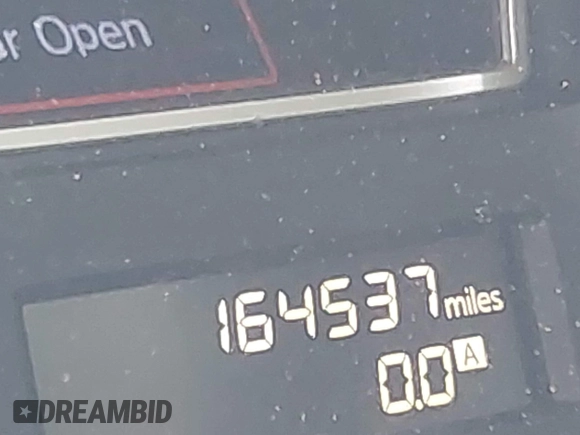 r Open
164537 miles
0.0 A
DREAMBID